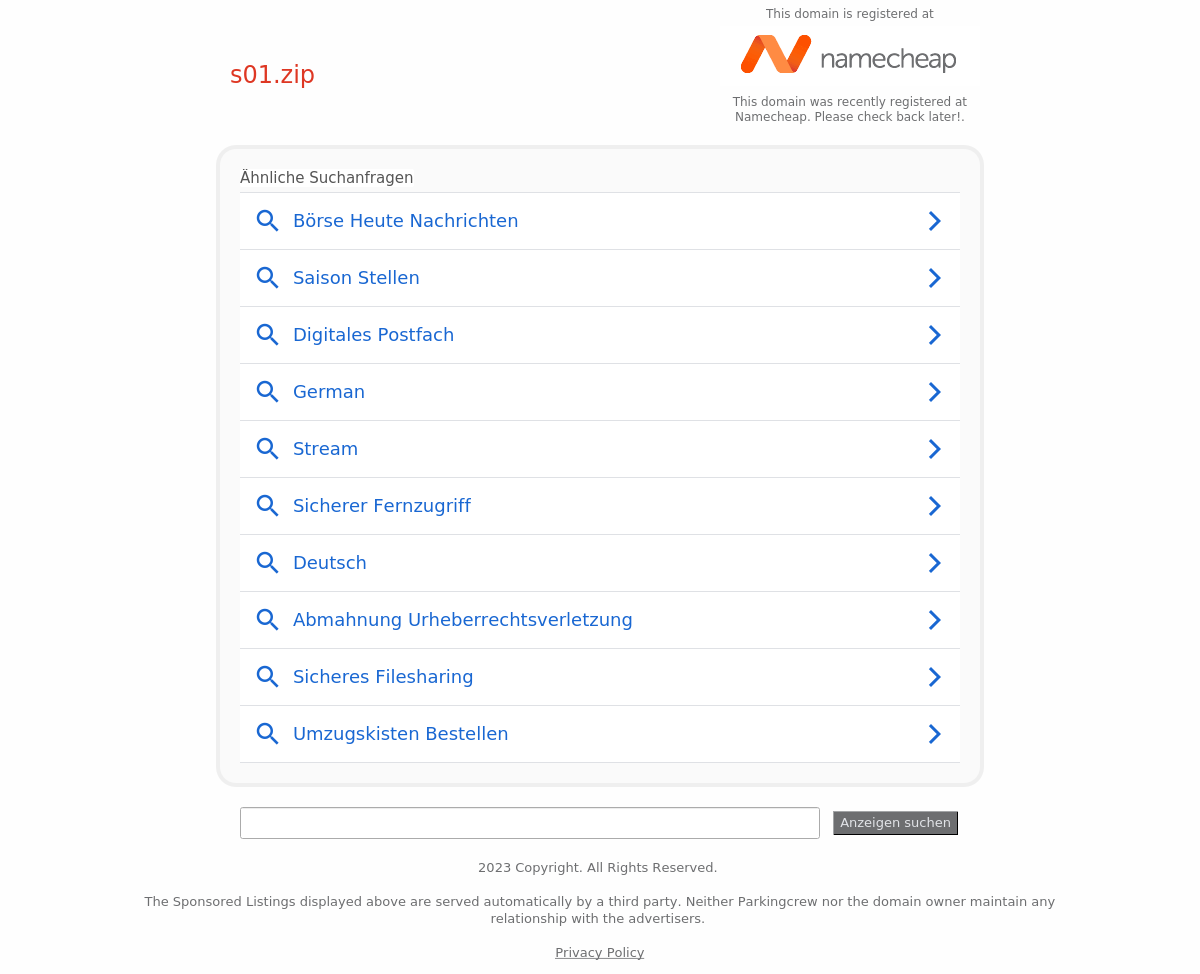 This domain is registered at
namecheap
s01.zip
This domain was recently registered at
Namecheap. Please check back later!.
Ähnliche Suchanfragen
Börse Heute Nachrichten
Saison Stellen
Digitales Postfach
German
Stream
Sicherer Fernzugriff
Deutsch
Abmahnung Urheberrechtsverletzung
Sicheres Filesharing
Umzugskisten Bestellen
Anzeigen suchen
2023 Copyright. All Rights Reserved.
The Sponsored Listings displayed above are served automatically by a third party. Neither Parkingcrew nor the domain owner maintain any
relationship with the advertisers.
Privacy Policy